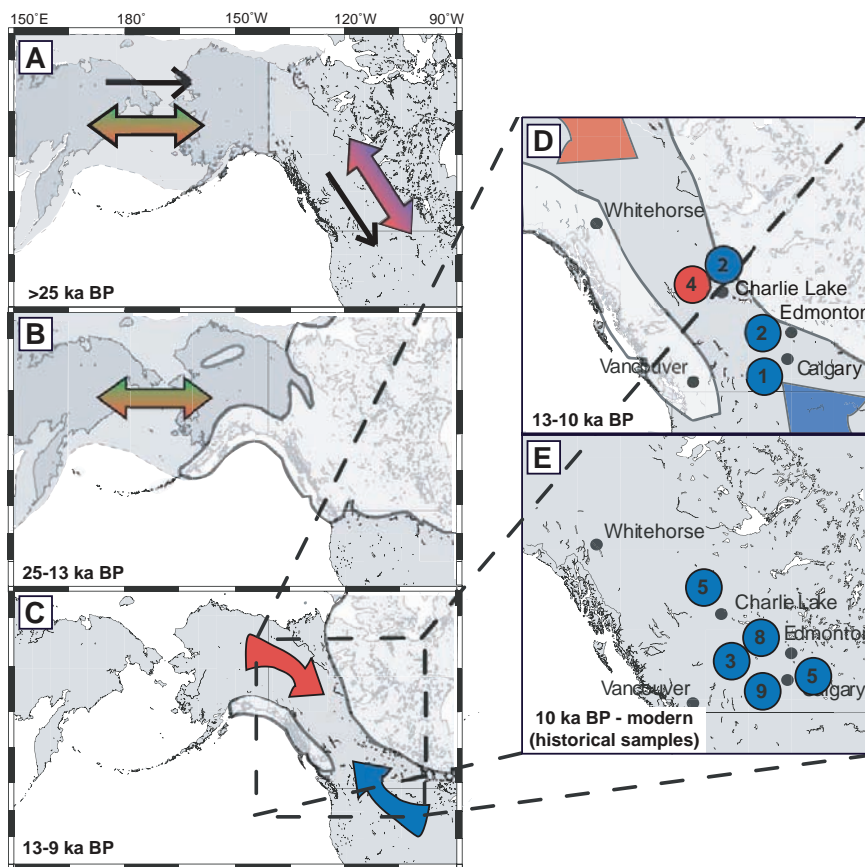 150˚E 180˚ 150˚W 120˚W 90˚W
A
>25 ka BP
B
25-13 ka BP
C
13-9 ka BP
D
Whitehorse
2
4
Charlie Lake
Edmonton
2
Calgary
Vancouver
1
13-10 ka BP
E
Whitehorse
5
Charlie Lake
8
Edmonton
3
5
Calgary
Vancouver
9
10 ka BP - modern
(historical samples)